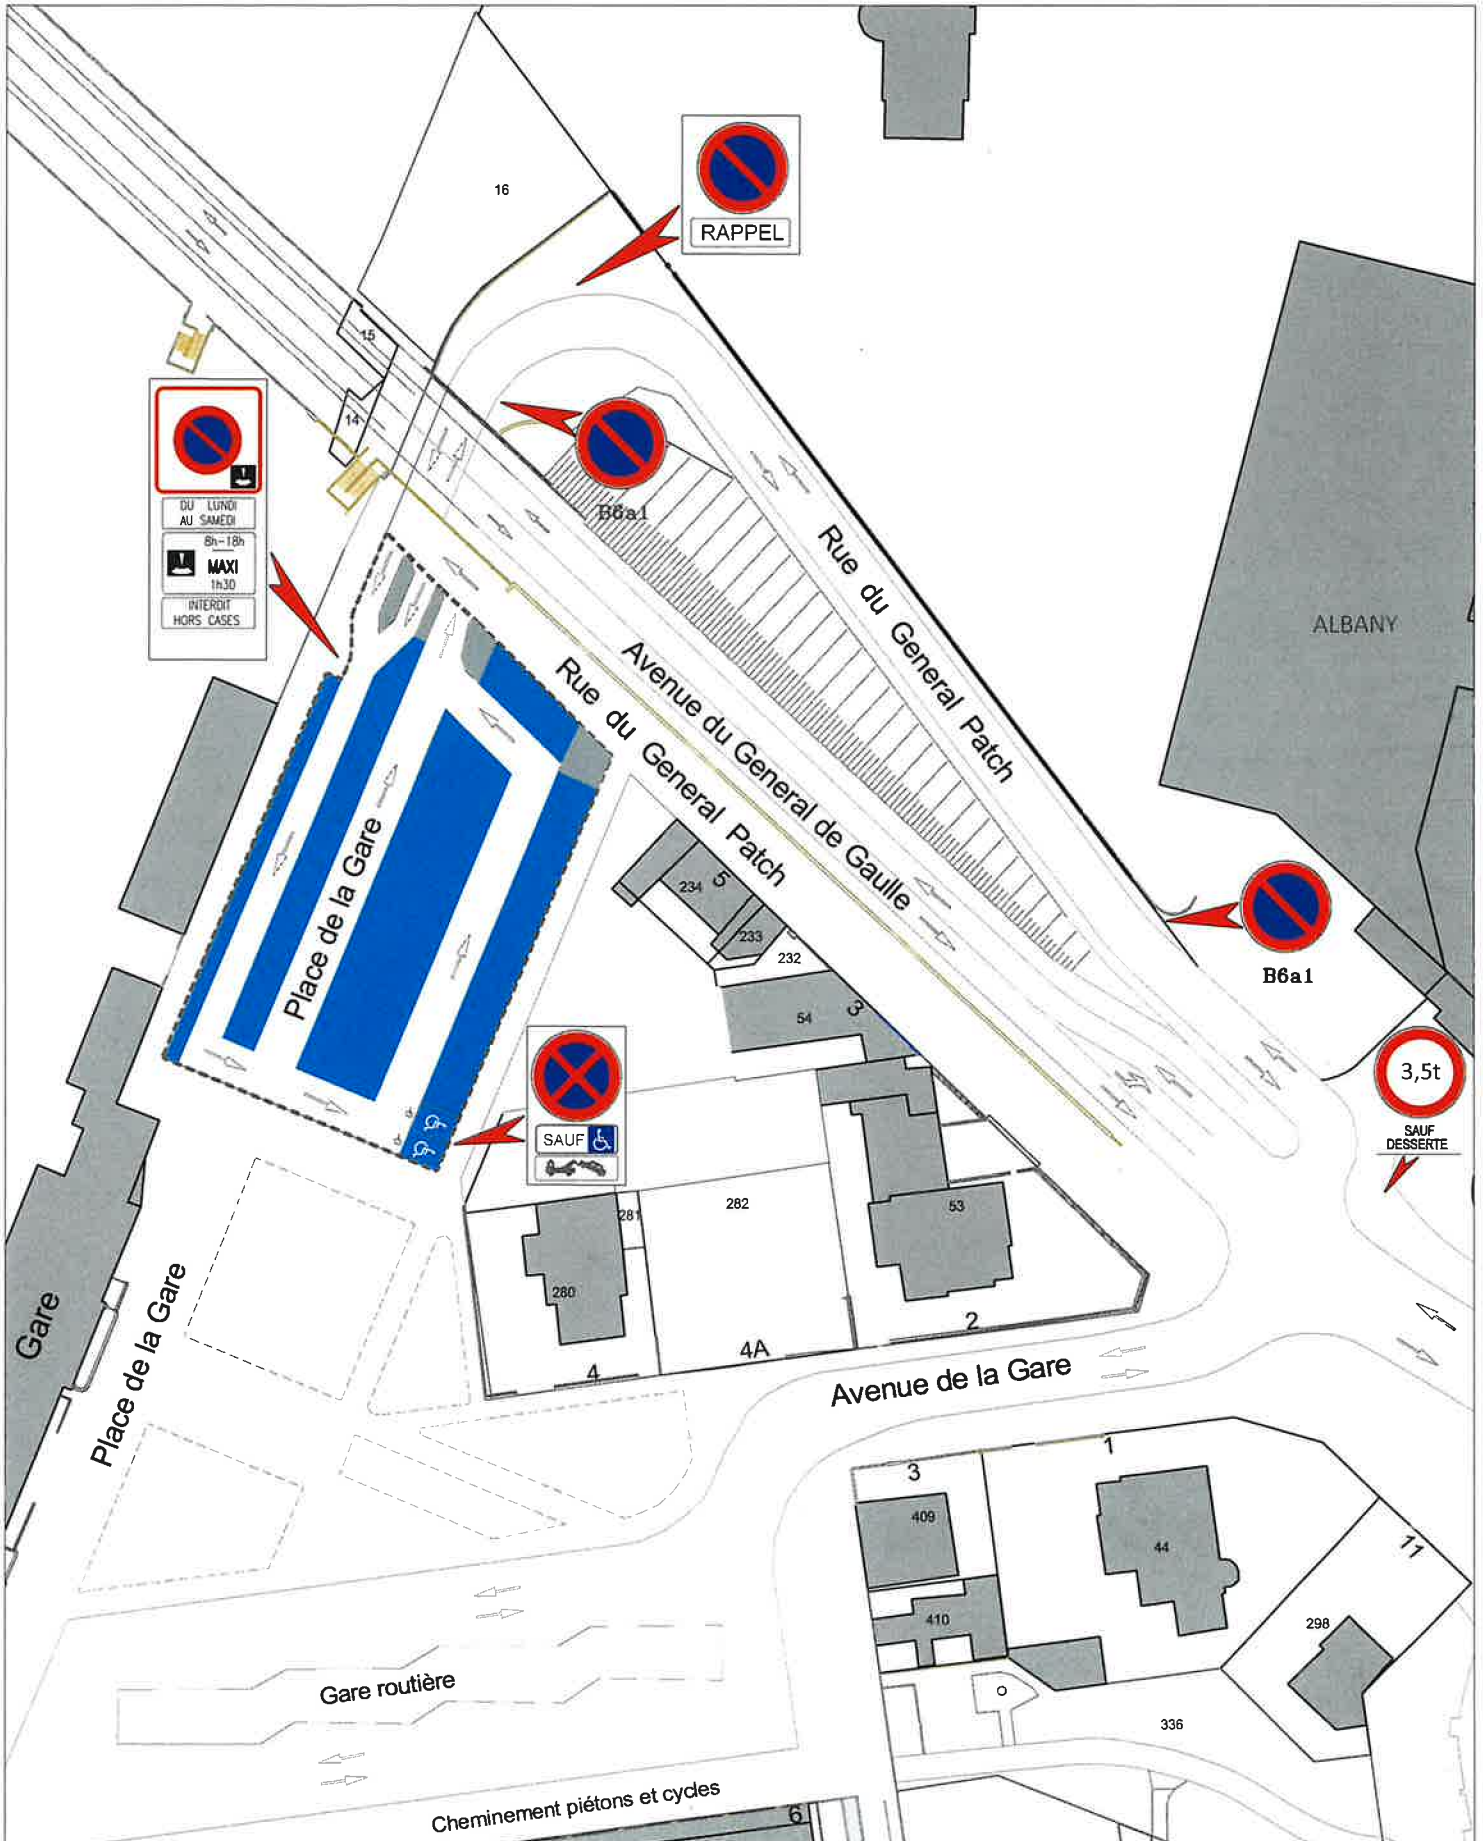 16
RAPPEL
15
14
DU LUNDI
AU SAMEDI
8h-18h
MAXI
1h30
INTERDIT
HORS CASES
B6a1
Rue du General Patch
ALBANY
Avenue du General de Gaulle
Rue du General Patch
Place de la Gare
5
234
233
232
3
54
B6a1
3,5t
SAUF
DESSERTE
SAUF
282
281
280
53
2
4A
4
Gare
Place de la Gare
Avenue de la Gare
1
3
409
44
11
410
298
336
Gare routière
Cheminement piétons et cycles
6